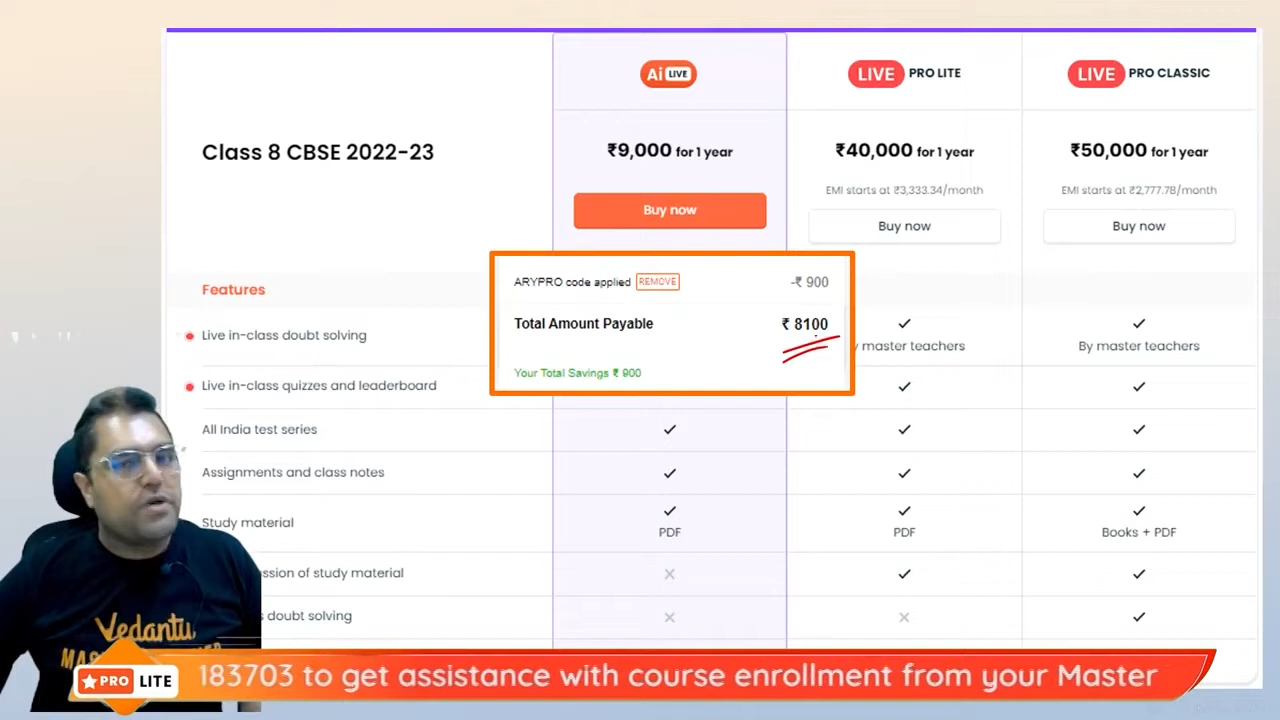 Ai LIVE
LIVE PRO LITE
LIVE PRO CLASSIC
Class 8 CBSE 2022-23
₹9,000 for 1 year
₹40,000 for 1 year
₹50,000 for 1 year
EMI starts at ₹3,333.34/month
EMI starts at ₹2,777.78/month
Buy now
Buy now
Buy now
Features
ARYPRO code applied REMOVE -₹ 900
Total Amount Payable ₹ 8100
Your Total Savings ₹ 900
Live in-class doubt solving
master teachers
By master teachers
Live in-class quizzes and leaderboard
All India test series
Assignments and class notes
Study material
PDF
PDF
Books + PDF
of study material
doubt solving
Vedantu
PRO LITE
183703 to get assistance with course enrollment from your Master